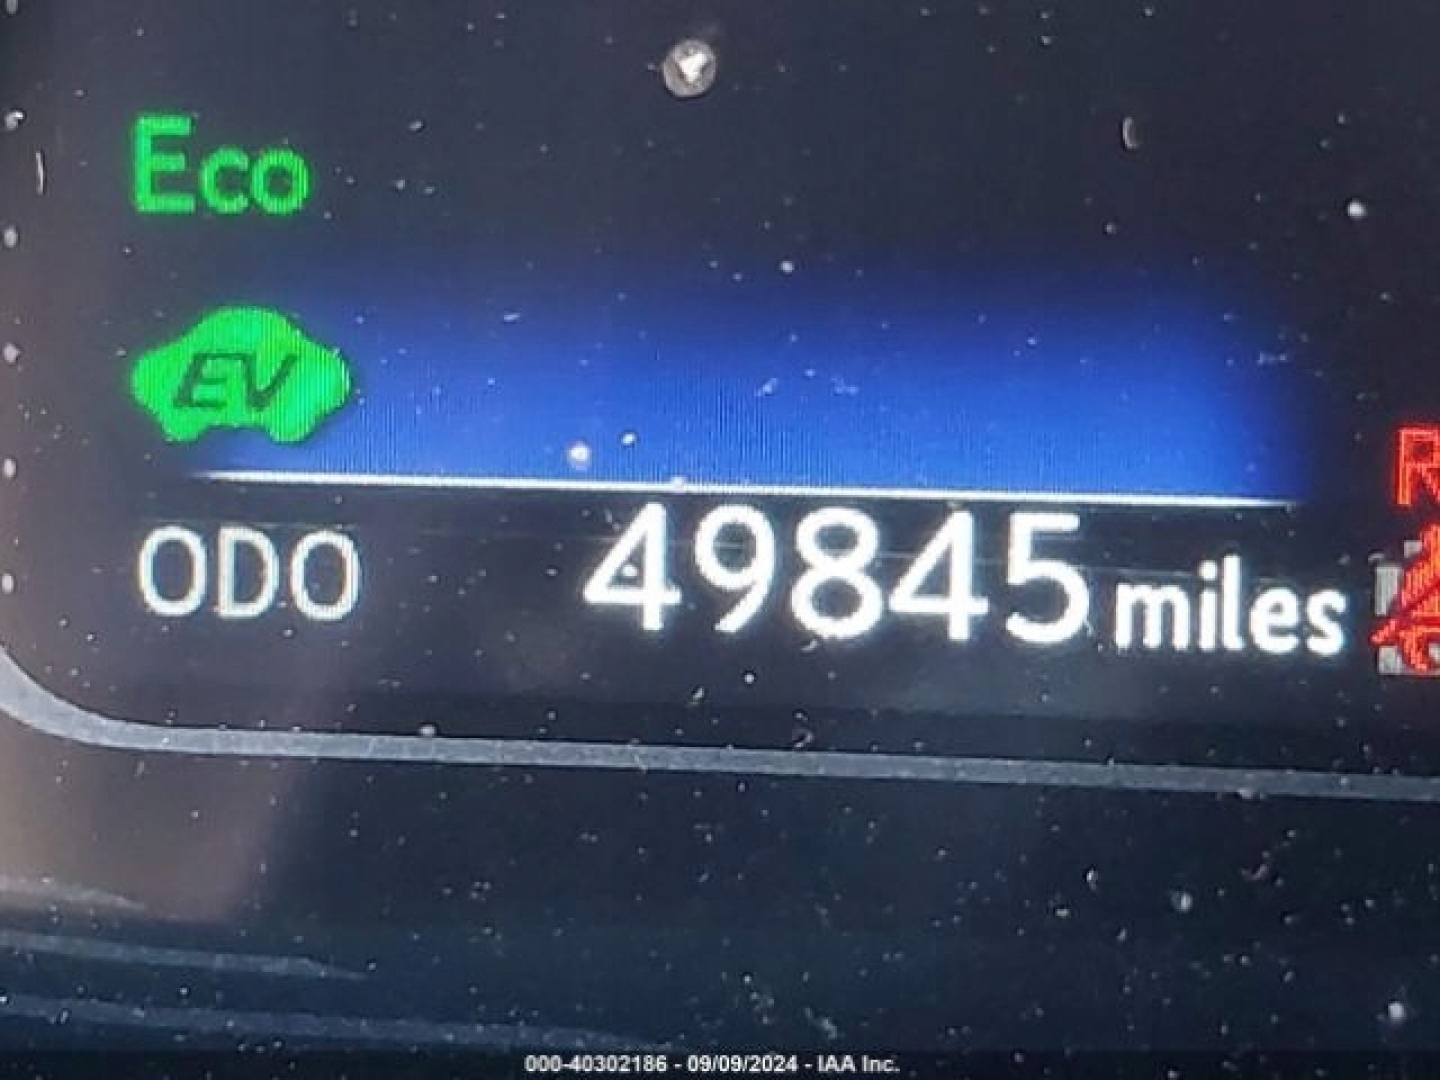 Eco
EV
ODO 49845 miles
R
000-40302186 - 09/09/2024 - IAA Inc.